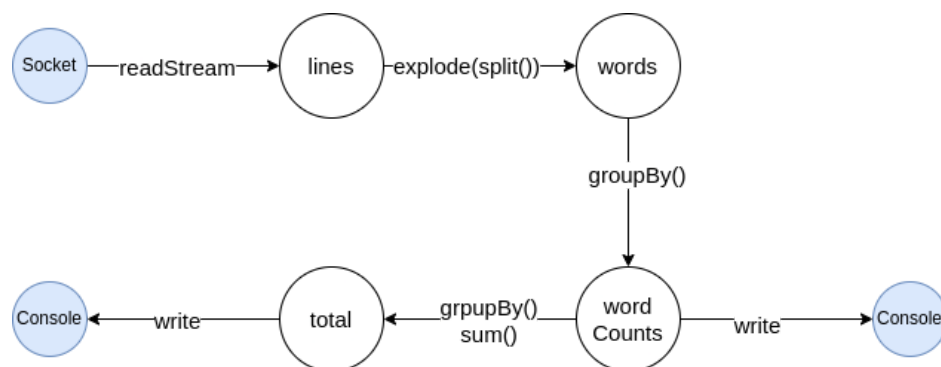 Socket
readStream
lines
explode(split())
words
groupBy()
Console
write
total
grpupBy()
sum()
word
Counts
write
Console